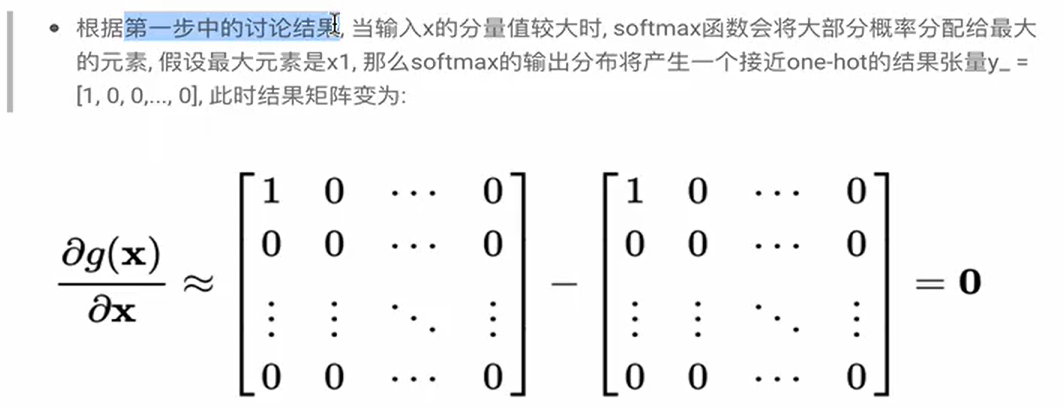 根据第一步中的讨论结果, 当输入x的分量值较大时, softmax函数会将大部分概率分配给最大
的元素, 假设最大元素是x1, 那么softmax的输出分布将产生一个接近one-hot的结果张量y_ =
[1, 0, 0,..., 0], 此时结果矩阵变为:
∂g(x)/∂x ≈ [1 0 ⋯ 0; 0 0 ⋯ 0; ⋮ ⋮ ⋱ ⋮; 0 0 ⋯ 0] − [1 0 ⋯ 0; 0 0 ⋯ 0; ⋮ ⋮ ⋱ ⋮; 0 0 ⋯ 0] = 0